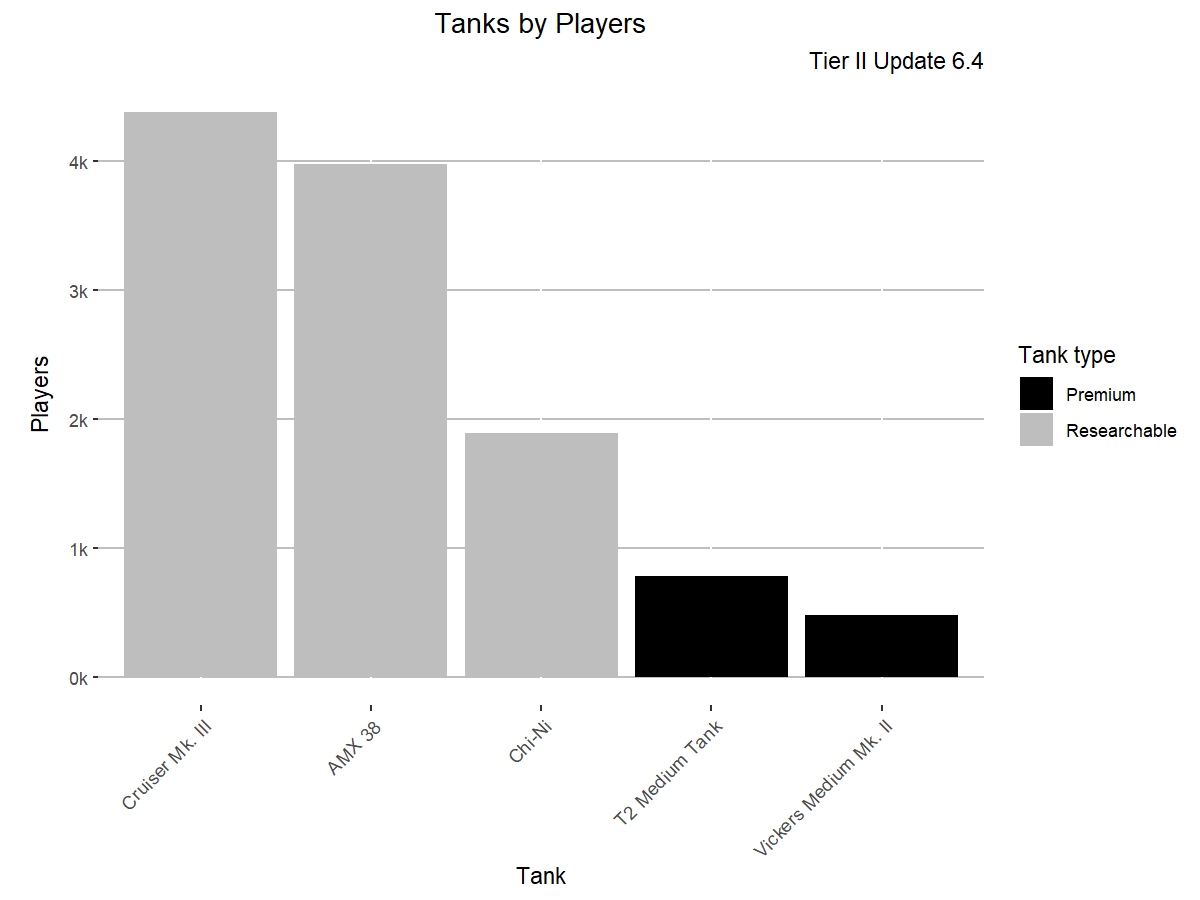 Tanks by Players
Tier II Update 6.4
Players
4k
3k
2k
1k
0k
Cruiser Mk. III
AMX 38
Chi-Ni
T2 Medium Tank
Vickers Medium Mk. II
Tank
Tank type
Premium
Researchable